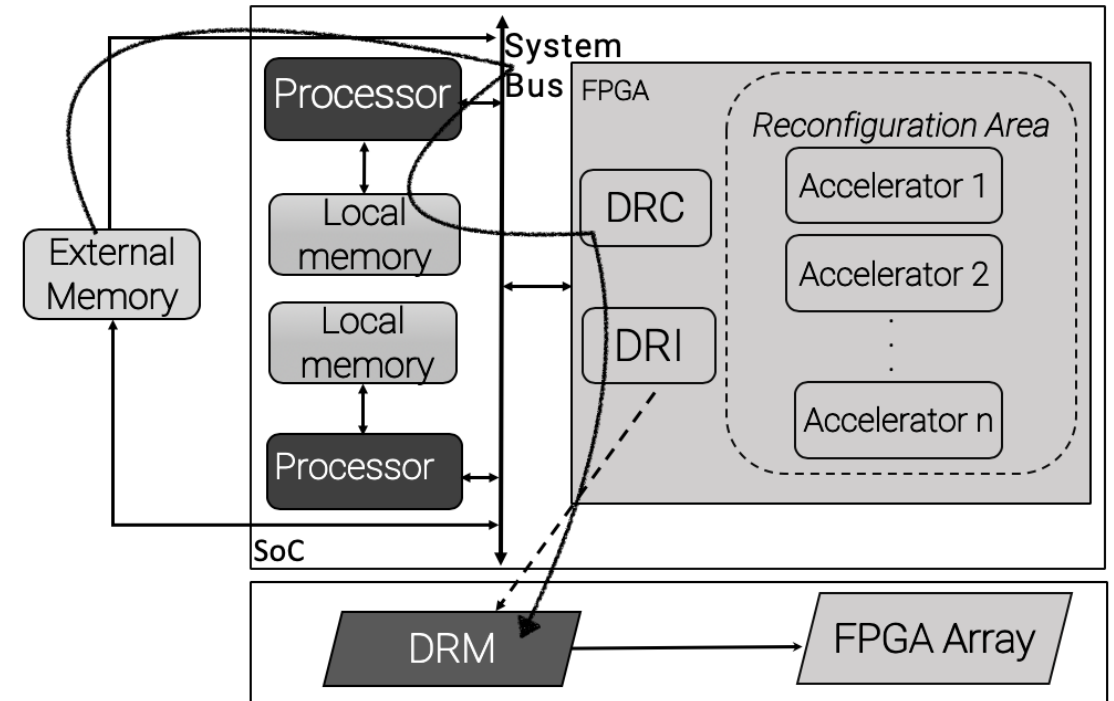 System
Bus
FPGA
Processor
Reconfiguration Area
Accelerator 1
DRC
Local
memory
External
Memory
Accelerator 2
Local
memory
DRI
.
.
.
Accelerator n
Processor
SoC
DRM
FPGA Array